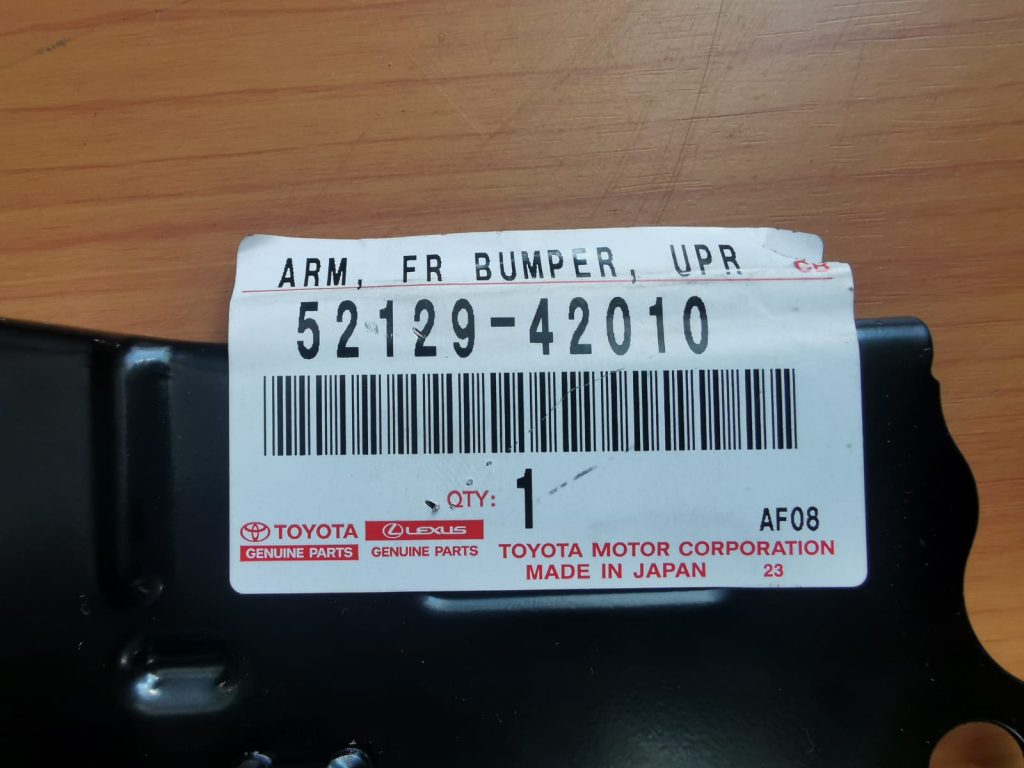 ARM, FR BUMPER, UPR
52129-42010
QTY: 1
AF08
TOYOTA LEXUS
GENUINE PARTS GENUINE PARTS
TOYOTA MOTOR CORPORATION
MADE IN JAPAN 23